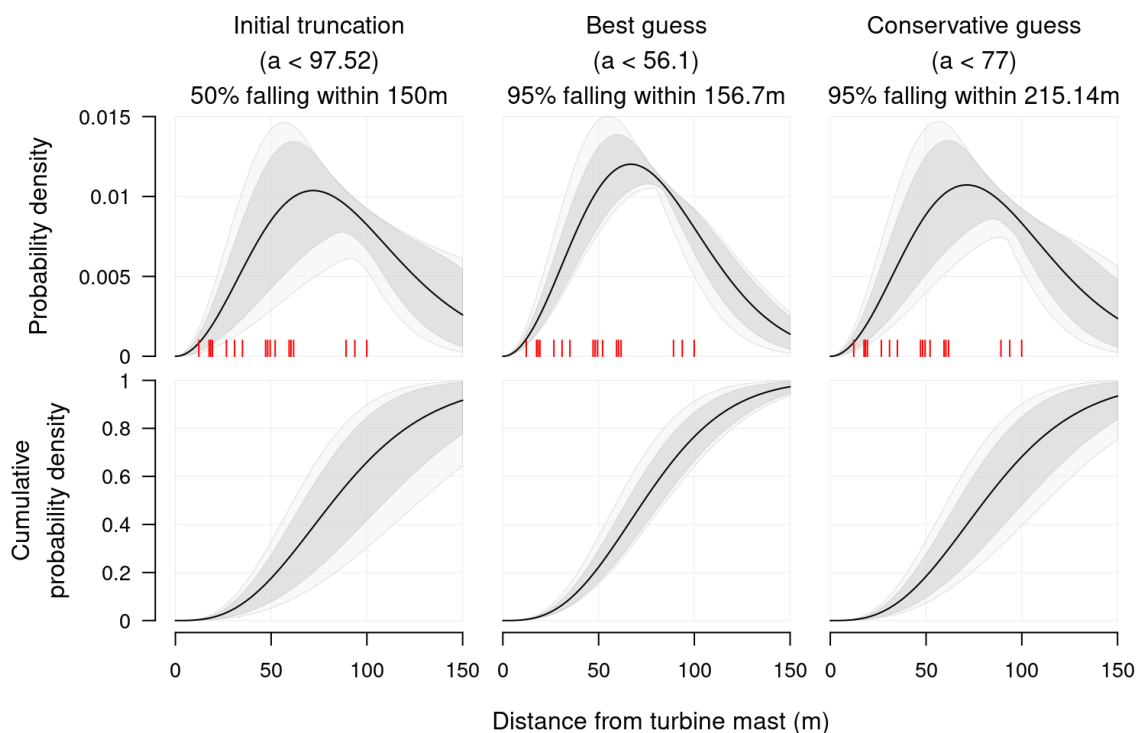 Initial truncation
(a < 97.52)
50% falling within 150m
Best guess
(a < 56.1)
95% falling within 156.7m
Conservative guess
(a < 77)
95% falling within 215.14m
Probability density
0.015
0.01
0.005
0
Cumulative
probability density
1
0.8
0.6
0.4
0.2
0
0 50 100 150
0 50 100 150
0 50 100 150
Distance from turbine mast (m)